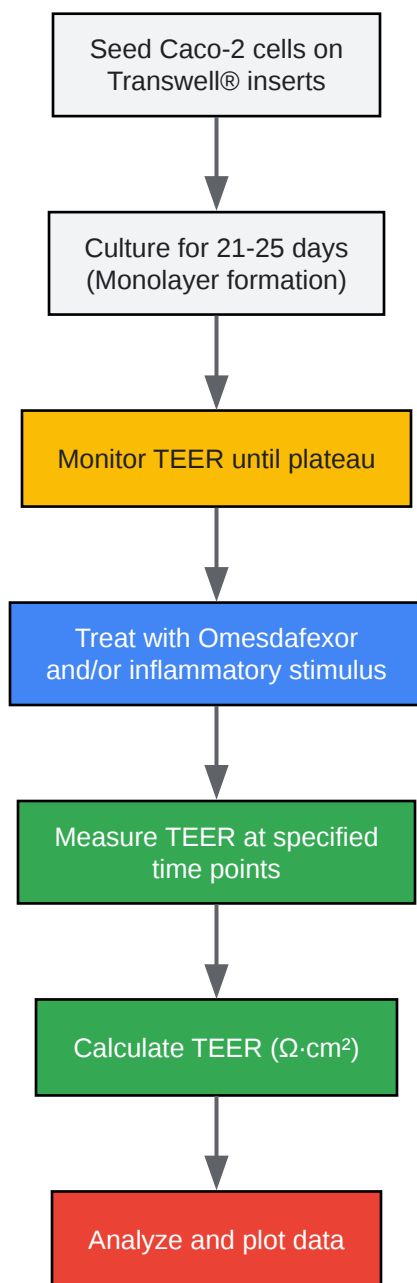 Seed Caco-2 cells on
Transwell® inserts
Culture for 21-25 days
(Monolayer formation)
Monitor TEER until plateau
Treat with Omesdafexor
and/or inflammatory stimulus
Measure TEER at specified
time points
Calculate TEER (Ω·cm²)
Analyze and plot data